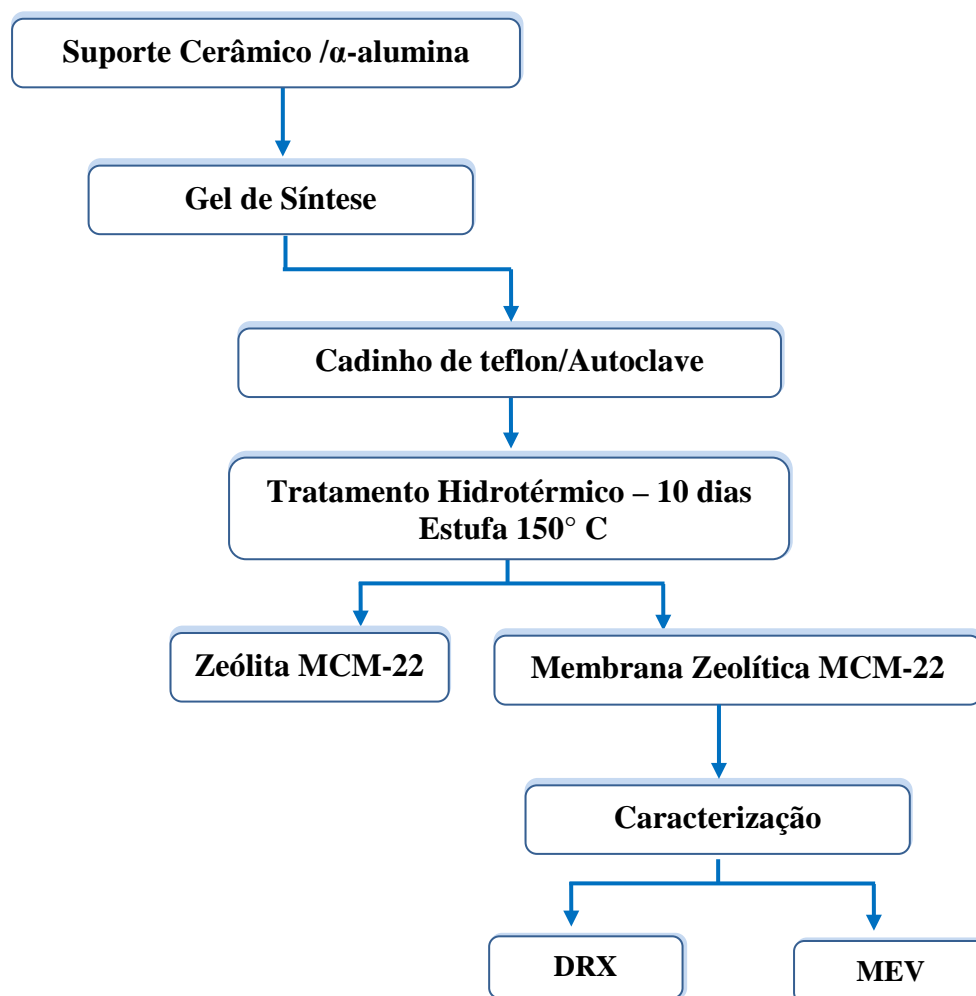 Suporte Cerâmico /α-alumina
Gel de Síntese
Cadinho de teflon/Autoclave
Tratamento Hidrotérmico – 10 dias
Estufa 150° C
Zeólita MCM-22
Membrana Zeolítica MCM-22
Caracterização
DRX
MEV